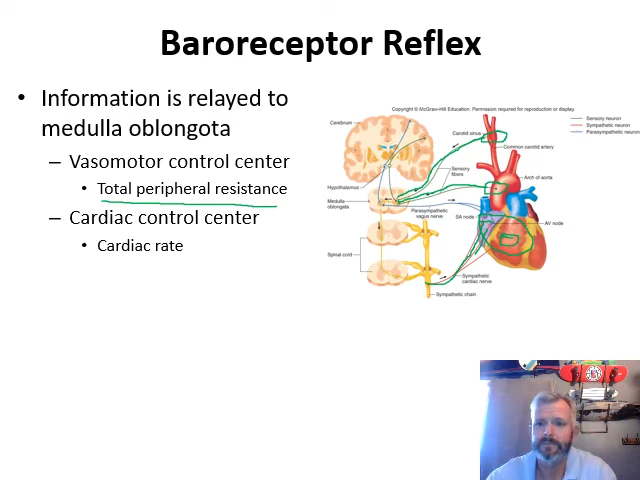 Baroreceptor Reflex
• Information is relayed to
medulla oblongota
– Vasomotor control center
• Total peripheral resistance
– Cardiac control center
• Cardiac rate
Copyright © McGraw-Hill Education. Permission required for reproduction or display.
Sensory neuron
Sympathetic neuron
Parasympathetic neuron
Cerebrum
Carotid sinus
Common carotid artery
Sensory
fibers
Arch of aorta
Hypothalamus
Medulla
oblongata
Parasympathetic
vagus nerve
SA node
AV node
Spinal cord
Sympathetic
cardiac nerve
Sympathetic chain